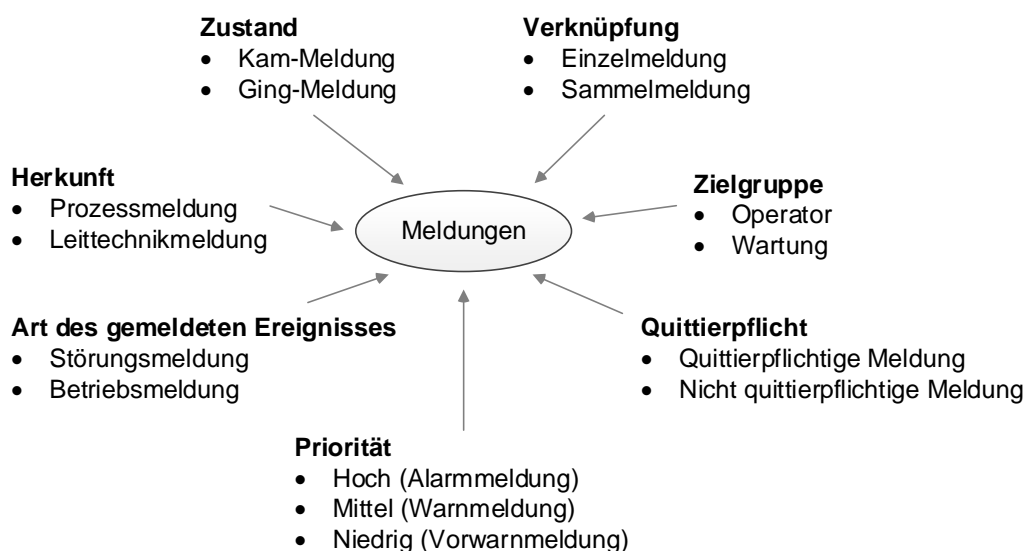 Zustand
• Kam-Meldung
• Ging-Meldung
Verknüpfung
• Einzelmeldung
• Sammelmeldung
Herkunft
• Prozessmeldung
• Leittechnikmeldung
Meldungen
Zielgruppe
• Operator
• Wartung
Art des gemeldeten Ereignisses
• Störungsmeldung
• Betriebsmeldung
Quittierpflicht
• Quittierpflichtige Meldung
• Nicht quittierpflichtige Meldung
Priorität
• Hoch (Alarmmeldung)
• Mittel (Warnmeldung)
• Niedrig (Vorwarnmeldung)